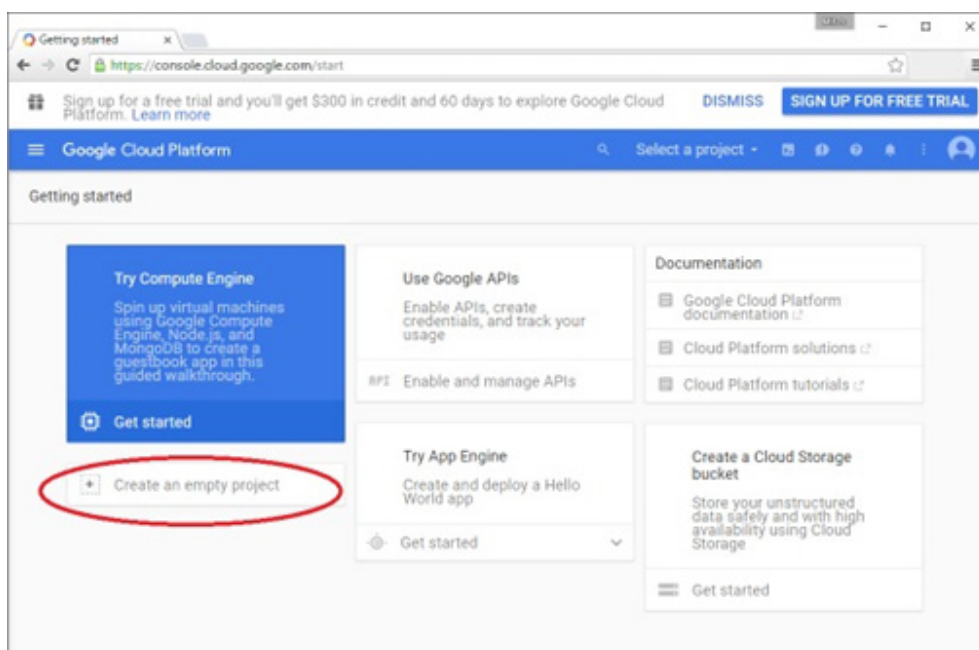 Getting started
https://console.cloud.google.com/start
Sign up for a free trial and you'll get $300 in credit and 60 days to explore Google Cloud
Platform. Learn more
DISMISS
SIGN UP FOR FREE TRIAL
Google Cloud Platform
Select a project
Getting started
Try Compute Engine
Spin up virtual machines
using Google Compute
Engine, Node.js, and
MongoDB to create a
guestbook app in this
guided walkthrough.
Get started
Create an empty project
Use Google APIs
Enable APIs, create
credentials, and track your
usage
API Enable and manage APIs
Try App Engine
Create and deploy a Hello
World app
Get started
Documentation
Google Cloud Platform
documentation
Cloud Platform solutions
Cloud Platform tutorials
Create a Cloud Storage
bucket
Store your unstructured
data safely and with high
availability using Cloud
Storage
Get started